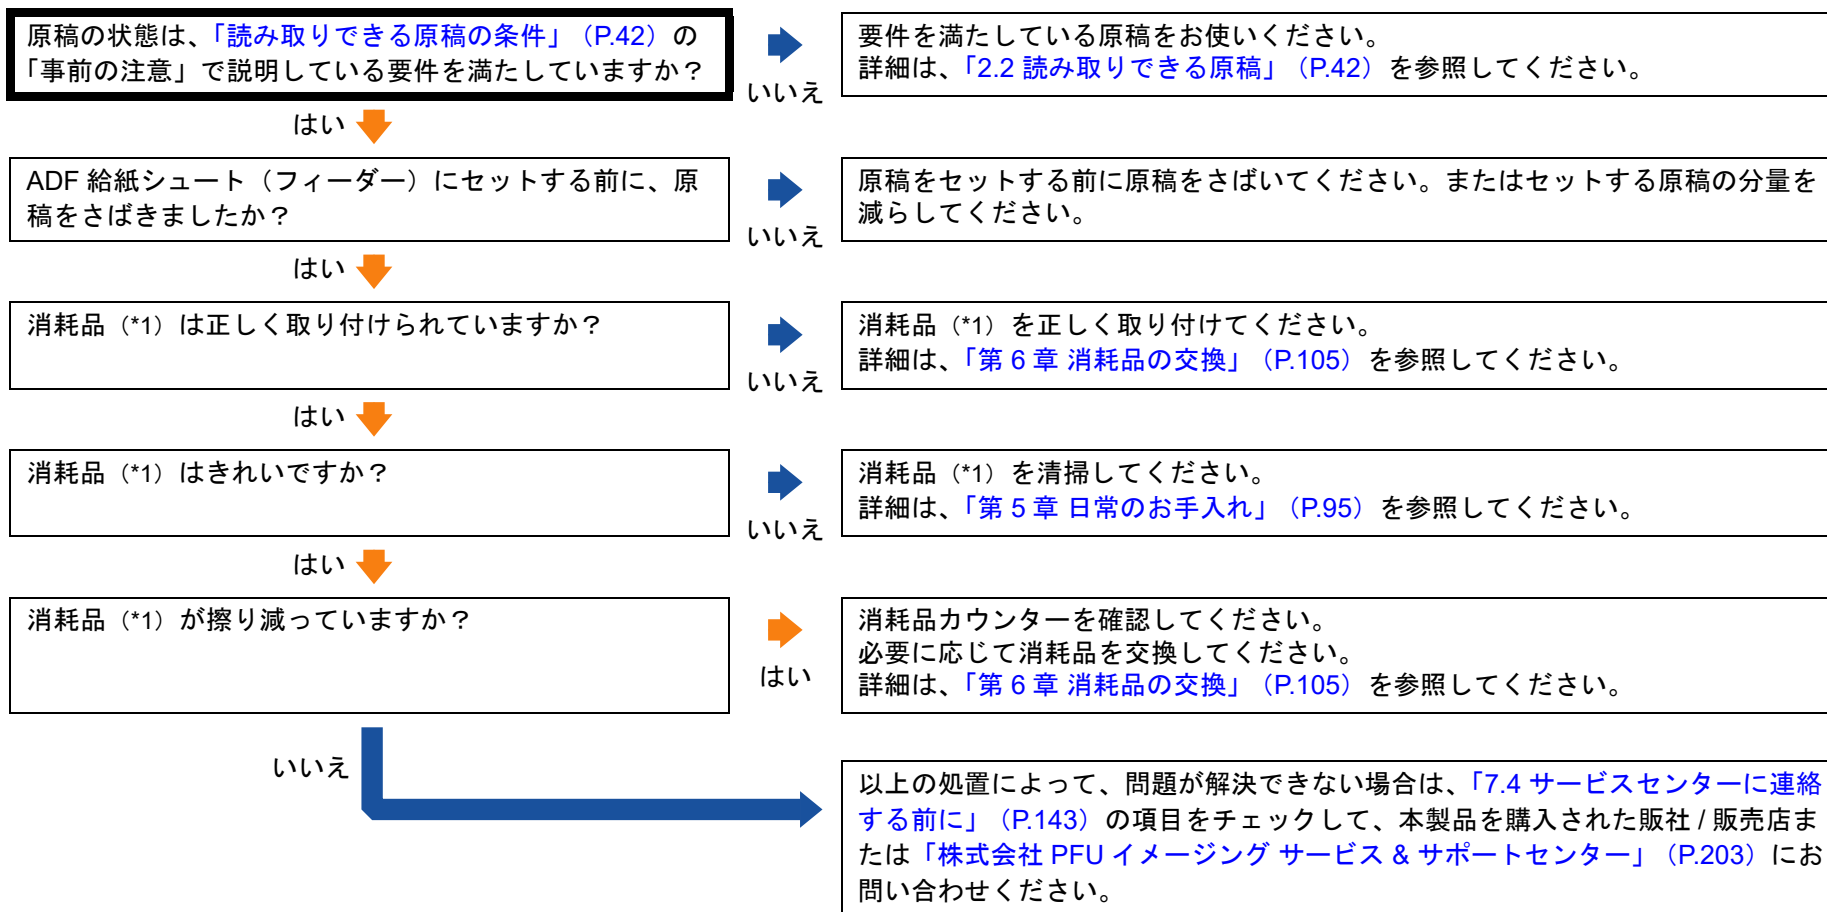 原稿の状態は、「読み取りできる原稿の条件」（P.42）の
「事前の注意」で説明している要件を満たしていますか？
いいえ
要件を満たしている原稿をお使いください。
詳細は、「2.2 読み取りできる原稿」（P.42）を参照してください。
はい
ADF 給紙シュート（フィーダー）にセットする前に、原
稿をさばきましたか？
いいえ
原稿をセットする前に原稿をさばいてください。またはセットする原稿の分量を
減らしてください。
はい
消耗品（*1）は正しく取り付けられていますか？
いいえ
消耗品（*1）を正しく取り付けてください。
詳細は、「第 6 章 消耗品の交換」（P.105）を参照してください。
はい
消耗品（*1）はきれいですか？
いいえ
消耗品（*1）を清掃してください。
詳細は、「第 5 章 日常のお手入れ」（P.95）を参照してください。
はい
消耗品（*1）が擦り減っていますか？
はい
消耗品カウンターを確認してください。
必要に応じて消耗品を交換してください。
詳細は、「第 6 章 消耗品の交換」（P.105）を参照してください。
いいえ
以上の処置によって、問題が解決できない場合は、「7.4 サービスセンターに連絡
する前に」（P.143）の項目をチェックして、本製品を購入された販社 / 販売店ま
たは「株式会社 PFU イメージング サービス & サポートセンター」（P.203）にお
問い合わせください。